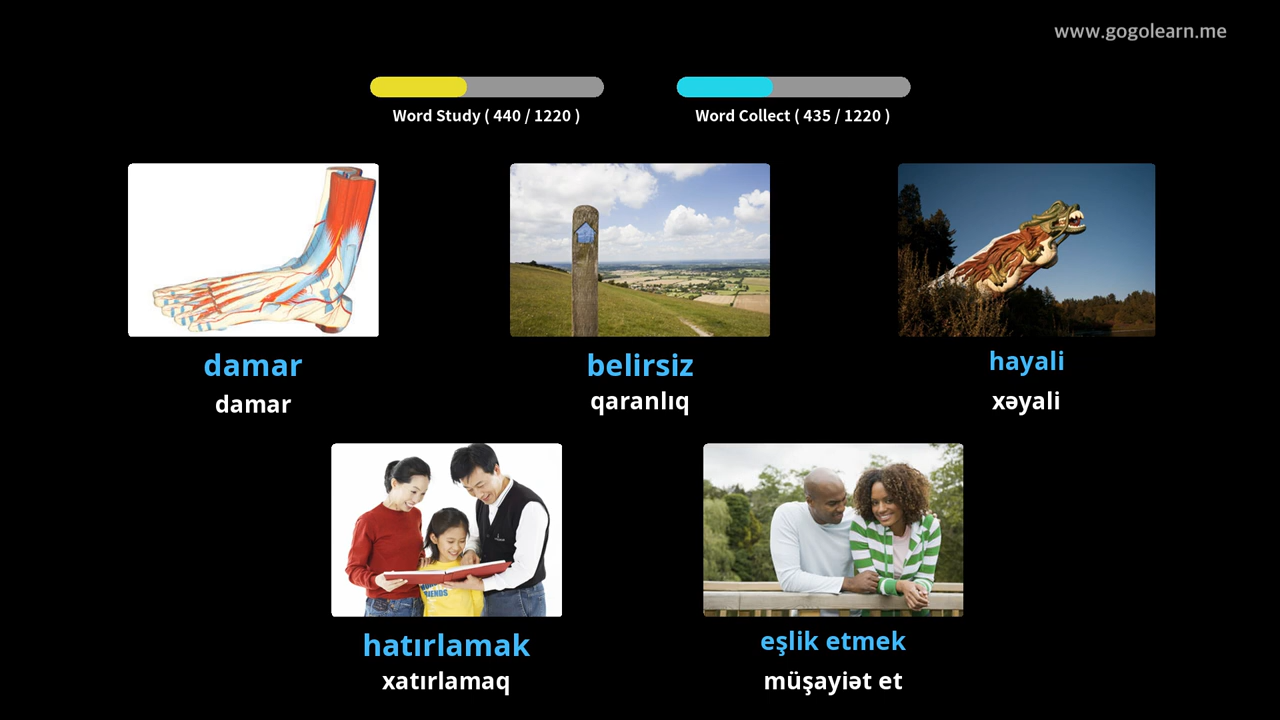 www.gogolearn.me
Word Study ( 440 / 1220 )
Word Collect ( 435 / 1220 )
damar
damar
belirsiz
qaranlıq
hayali
xəyali
hatırlamak
xatırlamaq
eşlik etmek
müşayiət et